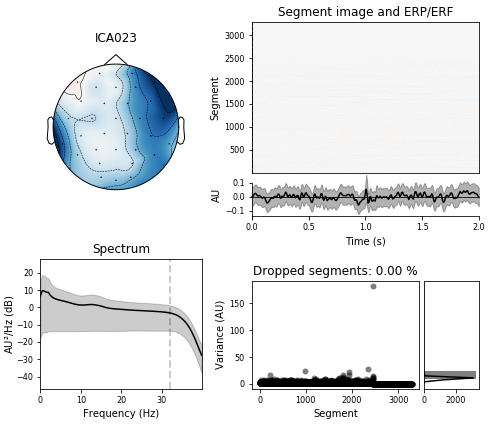 ICA023
Segment image and ERP/ERF
Segment
3000
2500
2000
1500
1000
500
AU
0.1
0.0
−0.1
0.0 0.5 1.0 1.5 2.0
Time (s)
Spectrum
AU²/Hz (dB)
20
10
0
−10
−20
−30
−40
0 10 20 30
Frequency (Hz)
Dropped segments: 0.00 %
Variance (AU)
150
100
50
0
0 1000 2000 3000
Segment
0 2000